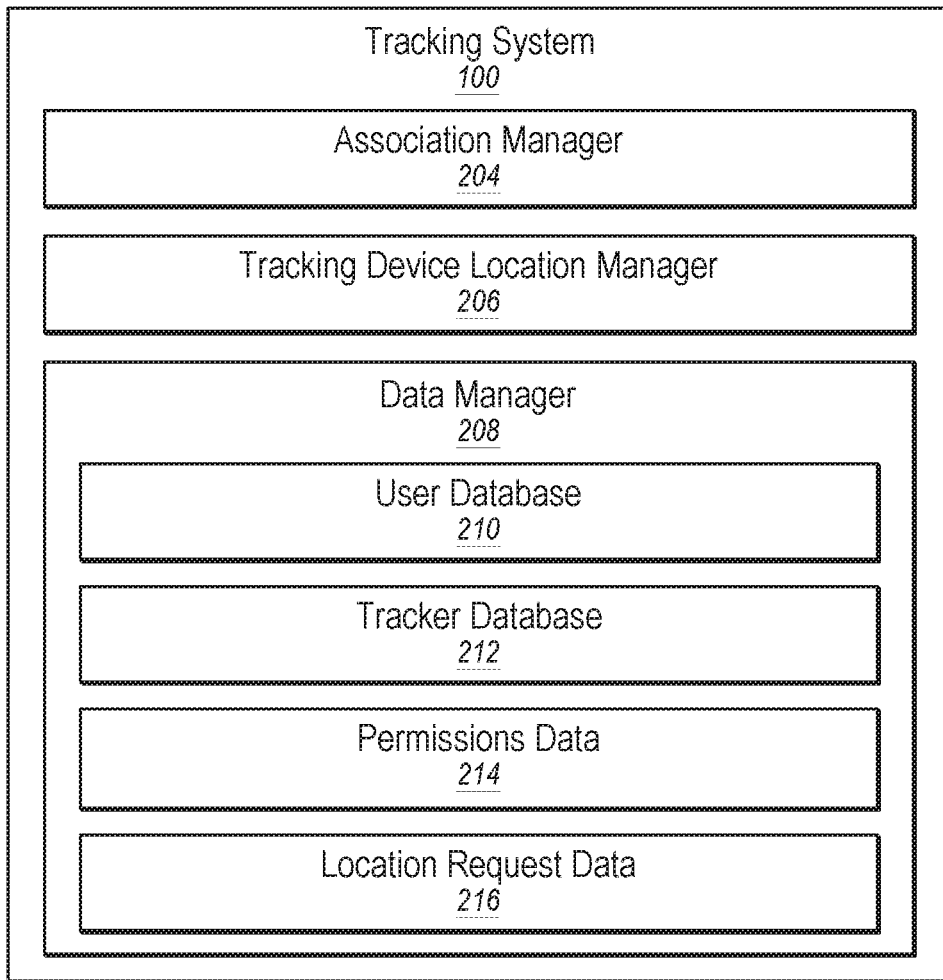 Tracking System
100
Association Manager
204
Tracking Device Location Manager
206
Data Manager
208
User Database
210
Tracker Database
212
Permissions Data
214
Location Request Data
216